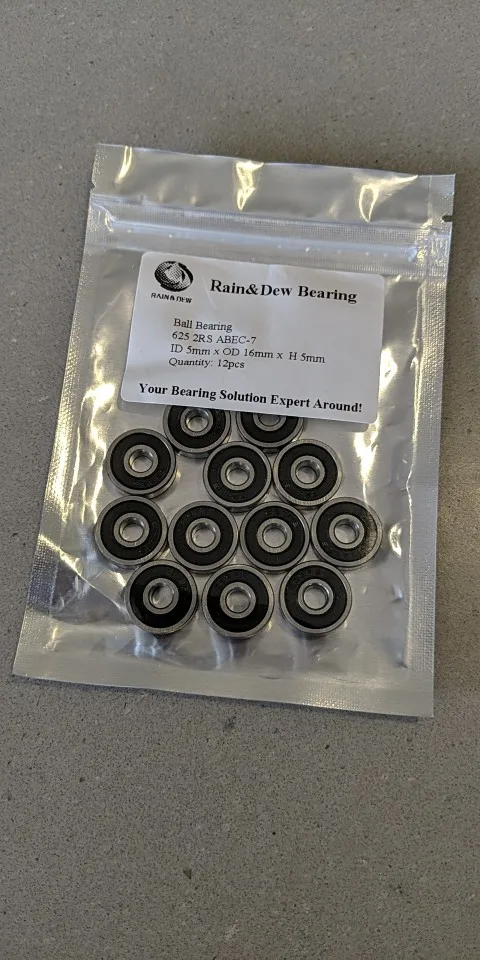 RAIN & DEW
Rain&Dew Bearing
Ball Bearing
625 2RS ABEC-7
ID 5mm x OD 16mm x H 5mm
Quantity: 12pcs
Your Bearing Solution Expert Around!